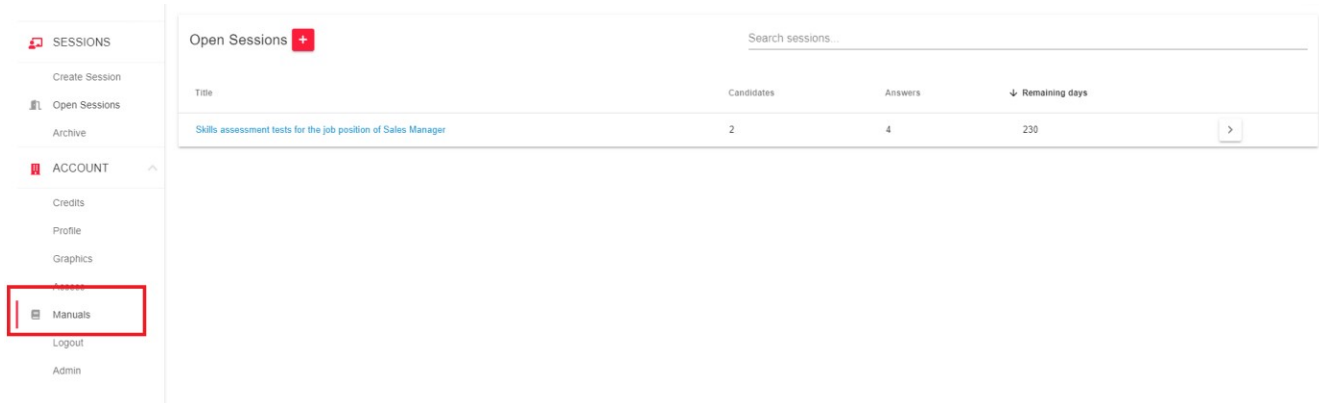 SESSIONS
Create Session
Open Sessions
Archive
ACCOUNT
Credits
Profile
Graphics
Access
Manuals
Logout
Admin
Open Sessions +
Search sessions...
Title Candidates Answers Remaining days
Skills assessment tests for the job position of Sales Manager 2 4 230